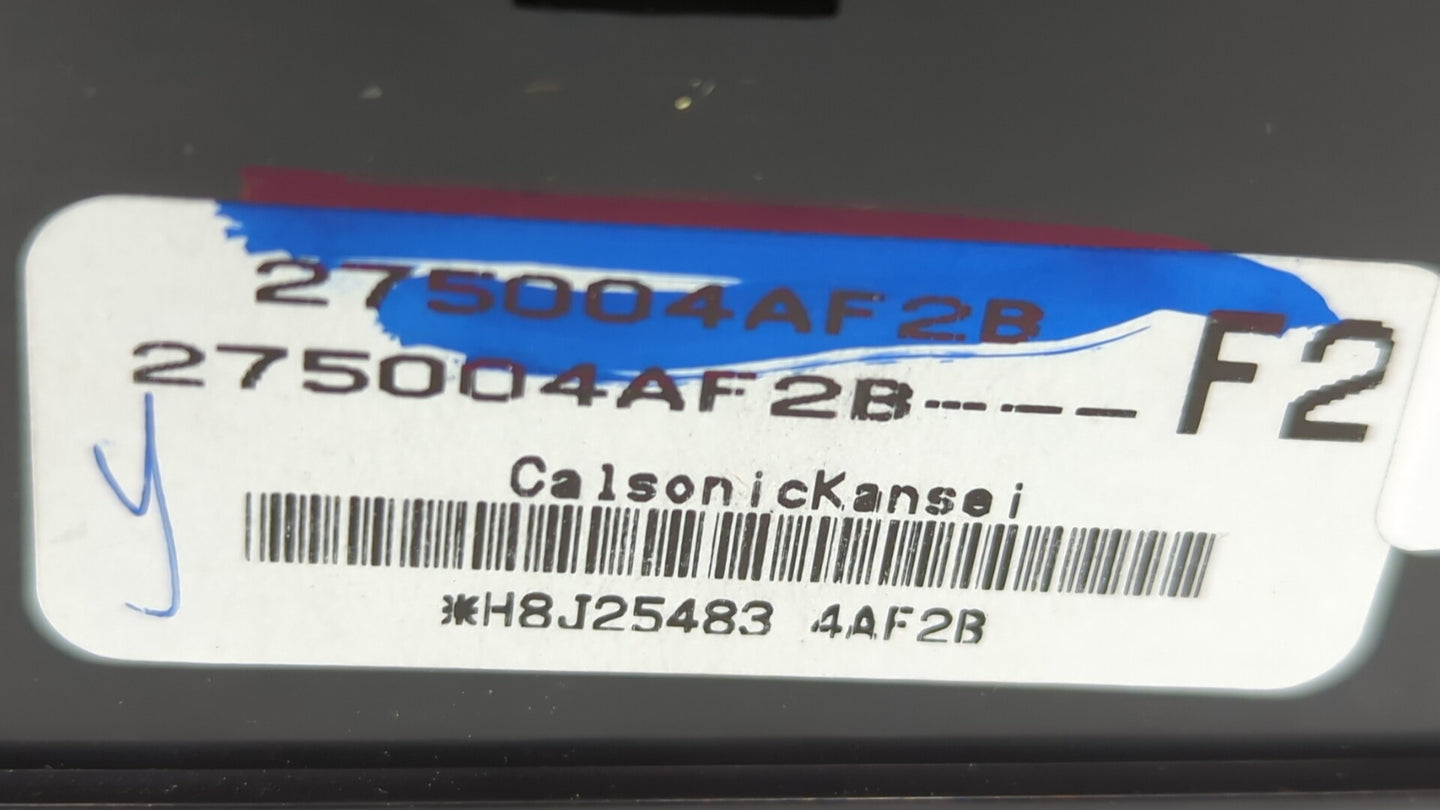 275004AF2B
275004AF2B---- F2
y
CalsonicKansei
*H8J25483 4AF2B